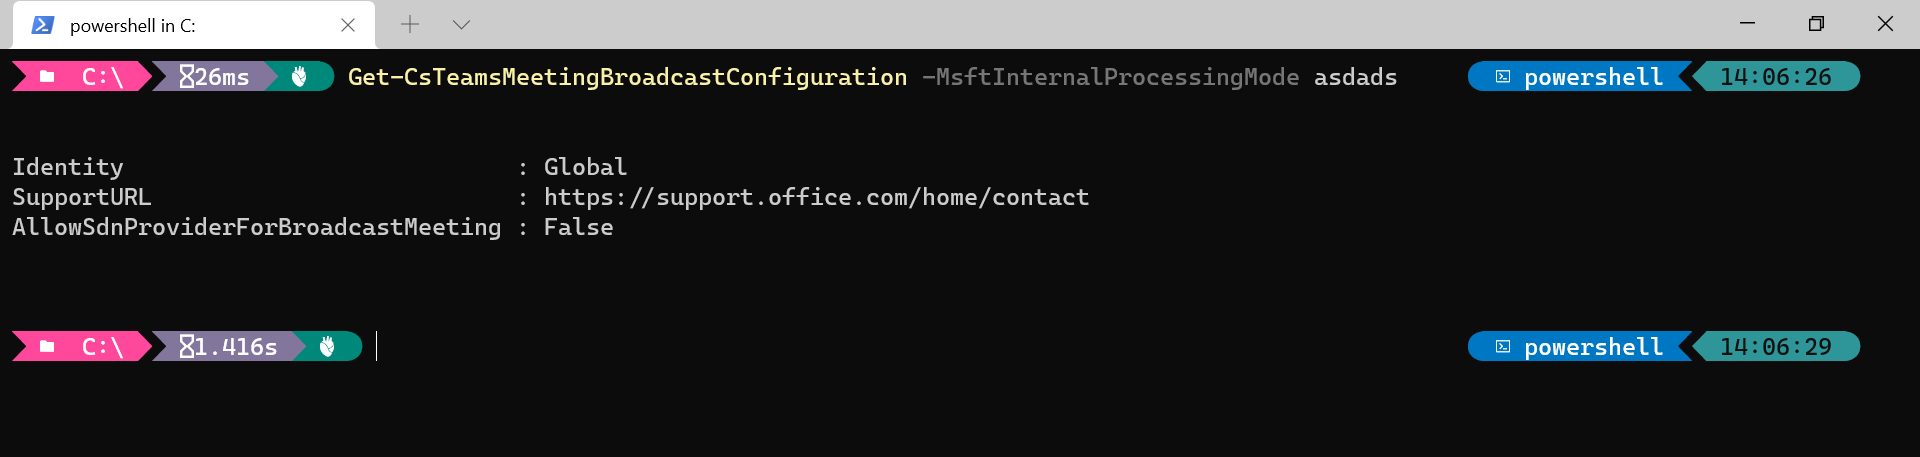 powershell in C:
C:\ 26ms Get-CsTeamsMeetingBroadcastConfiguration -MsftInternalProcessingMode asdads powershell 14:06:26
Identity : Global
SupportURL : https://support.office.com/home/contact
AllowSdnProviderForBroadcastMeeting : False
C:\ 1.416s powershell 14:06:29